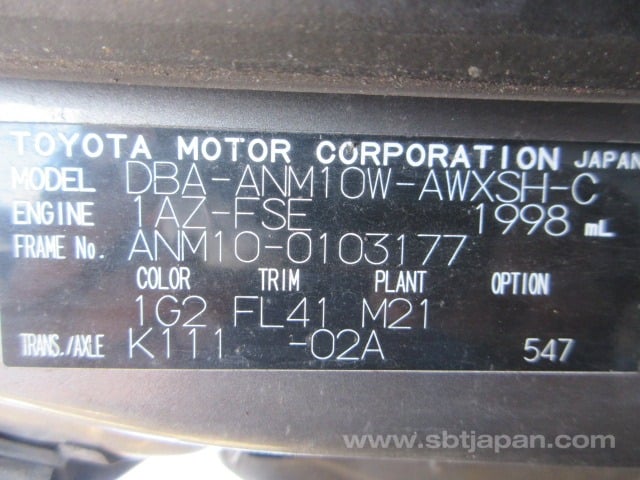 TOYOTA MOTOR CORPORATION JAPAN
MODEL DBA-ANM10W-AWXSH-C
ENGINE 1AZ-FSE 1998 mL
FRAME No. ANM10-0103177
COLOR TRIM PLANT OPTION
1G2 FL41 M21
TRANS./AXLE K111 -02A 547
www.sbtjapan.com